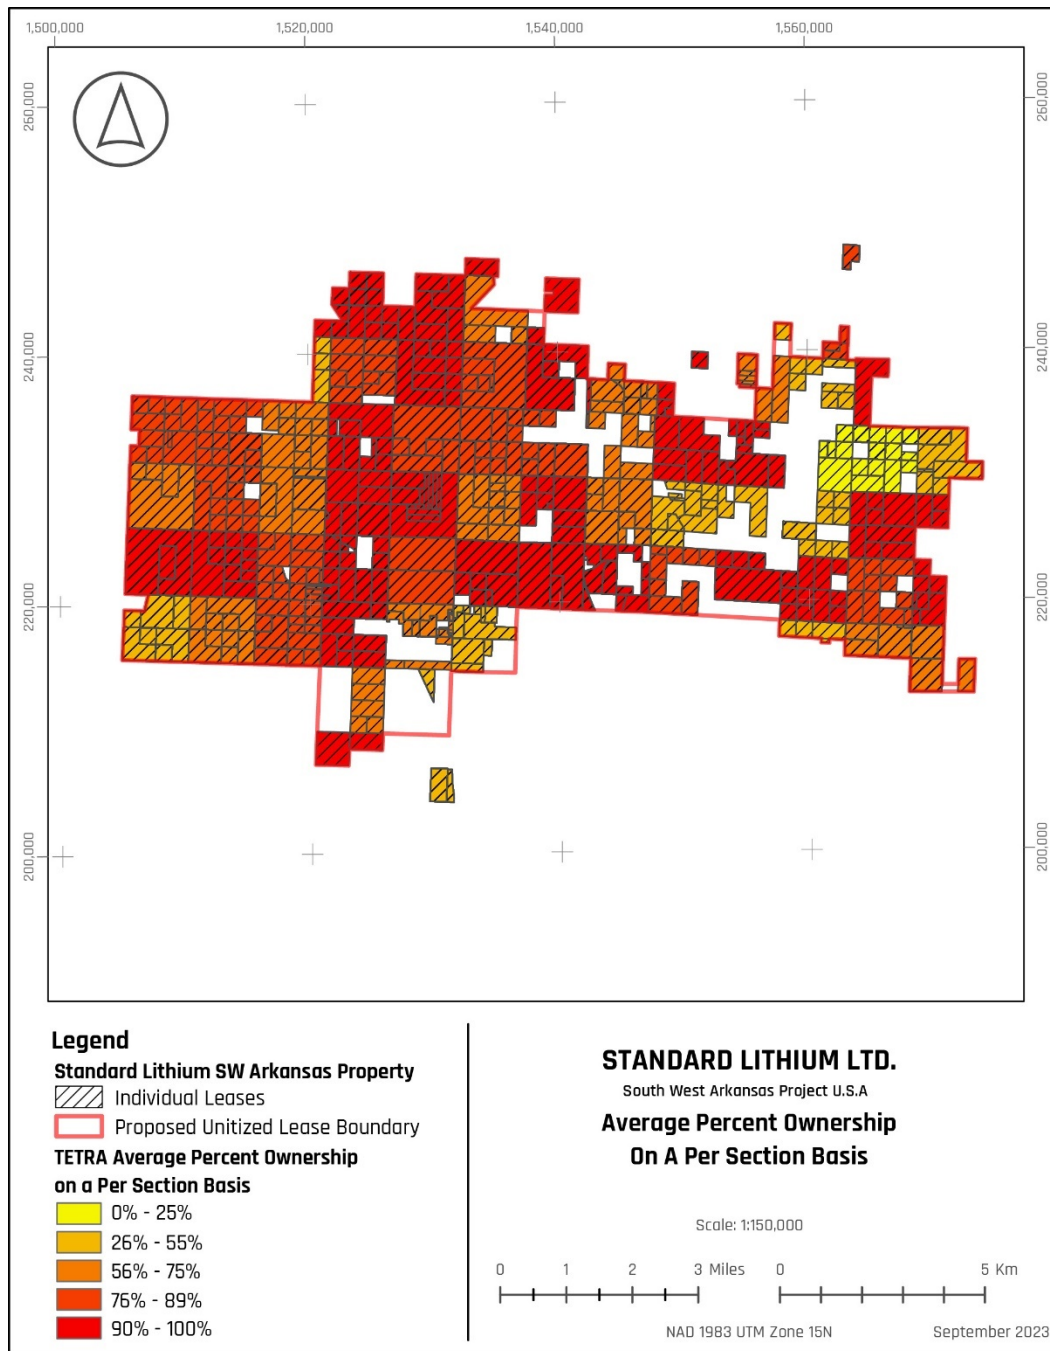 1,500,000
1,520,000
1,540,000
1,560,000
260,000
260,000
240,000
240,000
220,000
220,000
200,000
200,000
Legend
Standard Lithium SW Arkansas Property
Individual Leases
Proposed Unitized Lease Boundary
TETRA Average Percent Ownership
on a Per Section Basis
0% - 25%
26% - 55%
56% - 75%
76% - 89%
90% - 100%
STANDARD LITHIUM LTD.
South West Arkansas Project U.S.A
Average Percent Ownership
On A Per Section Basis
Scale: 1:150,000
0 1 2 3 Miles
0 5 Km
NAD 1983 UTM Zone 15N
September 2023